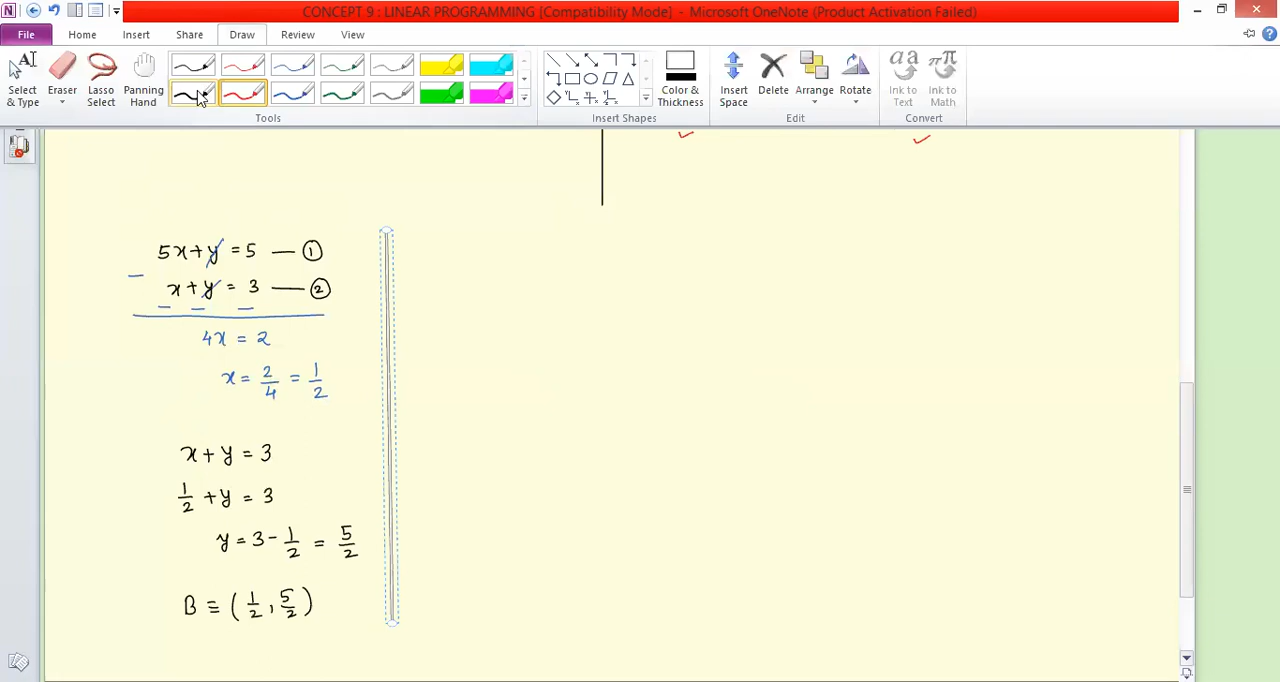 CONCEPT 9 : LINEAR PROGRAMMING [Compatibility Mode] - Microsoft OneNote (Product Activation Failed)
File Home Insert Share Draw Review View
Select & Type
Eraser
Lasso Select
Panning Hand
Color & Thickness
Insert Space
Delete
Arrange
Rotate
Ink to Text
Ink to Math
Tools
Insert Shapes
Edit
Convert
5x + y = 5 — ①
− x + y = 3 — ②
− − −
4x = 2
x = 2/4 = 1/2
x + y = 3
1/2 + y = 3
y = 3 - 1/2 = 5/2
B ≡ (1/2, 5/2)